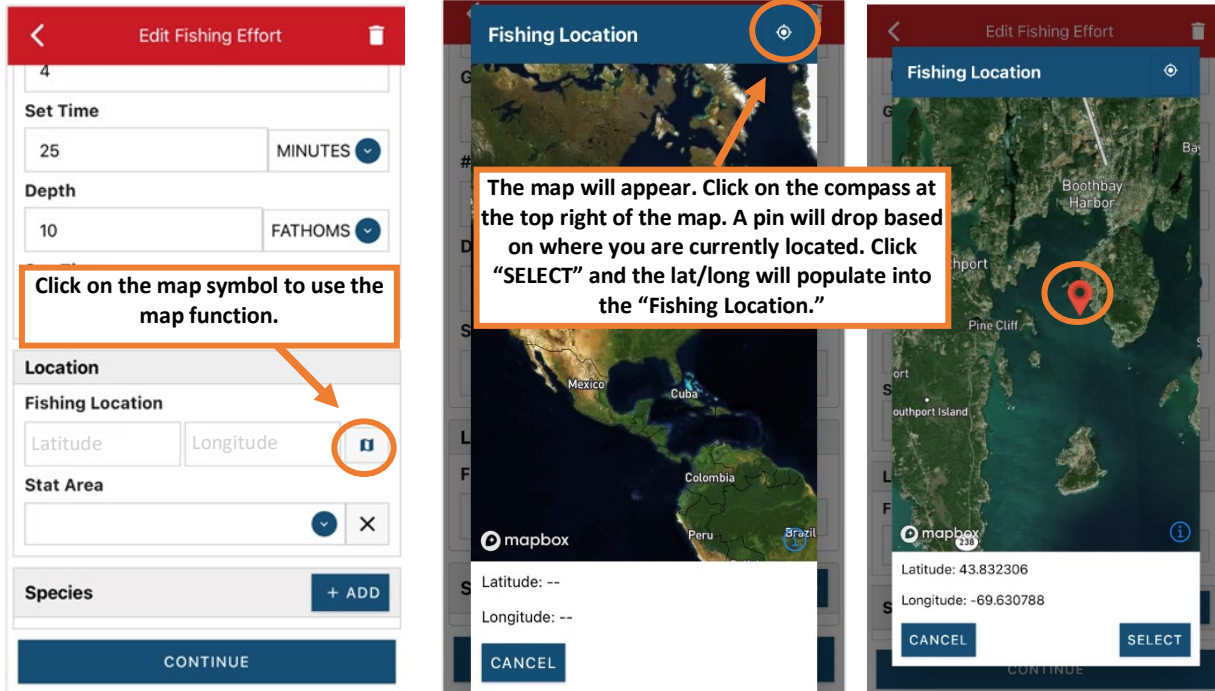 Edit Fishing Effort
4
Set Time
25
MINUTES
Depth
10
FATHOMS
Click on the map symbol to use the
map function.
Location
Fishing Location
Latitude
Longitude
Stat Area
Species
+ ADD
CONTINUE
Fishing Location
G
#
The map will appear. Click on the compass at
the top right of the map. A pin will drop based
on where you are currently located. Click
“SELECT” and the lat/long will populate into
the “Fishing Location.”
D
S
Mexico
Cuba
L
F
Colombia
Peru
Brazil
mapbox
Latitude: --
S
Longitude: --
CANCEL
Edit Fishing Effort
Fishing Location
G
Boothbay
Harbor
Pine Cliff
S
outhport Island
L
F
mapbox
238
Latitude: 43.832306
Longitude: -69.630788
S
CANCEL
SELECT
CONTINUE